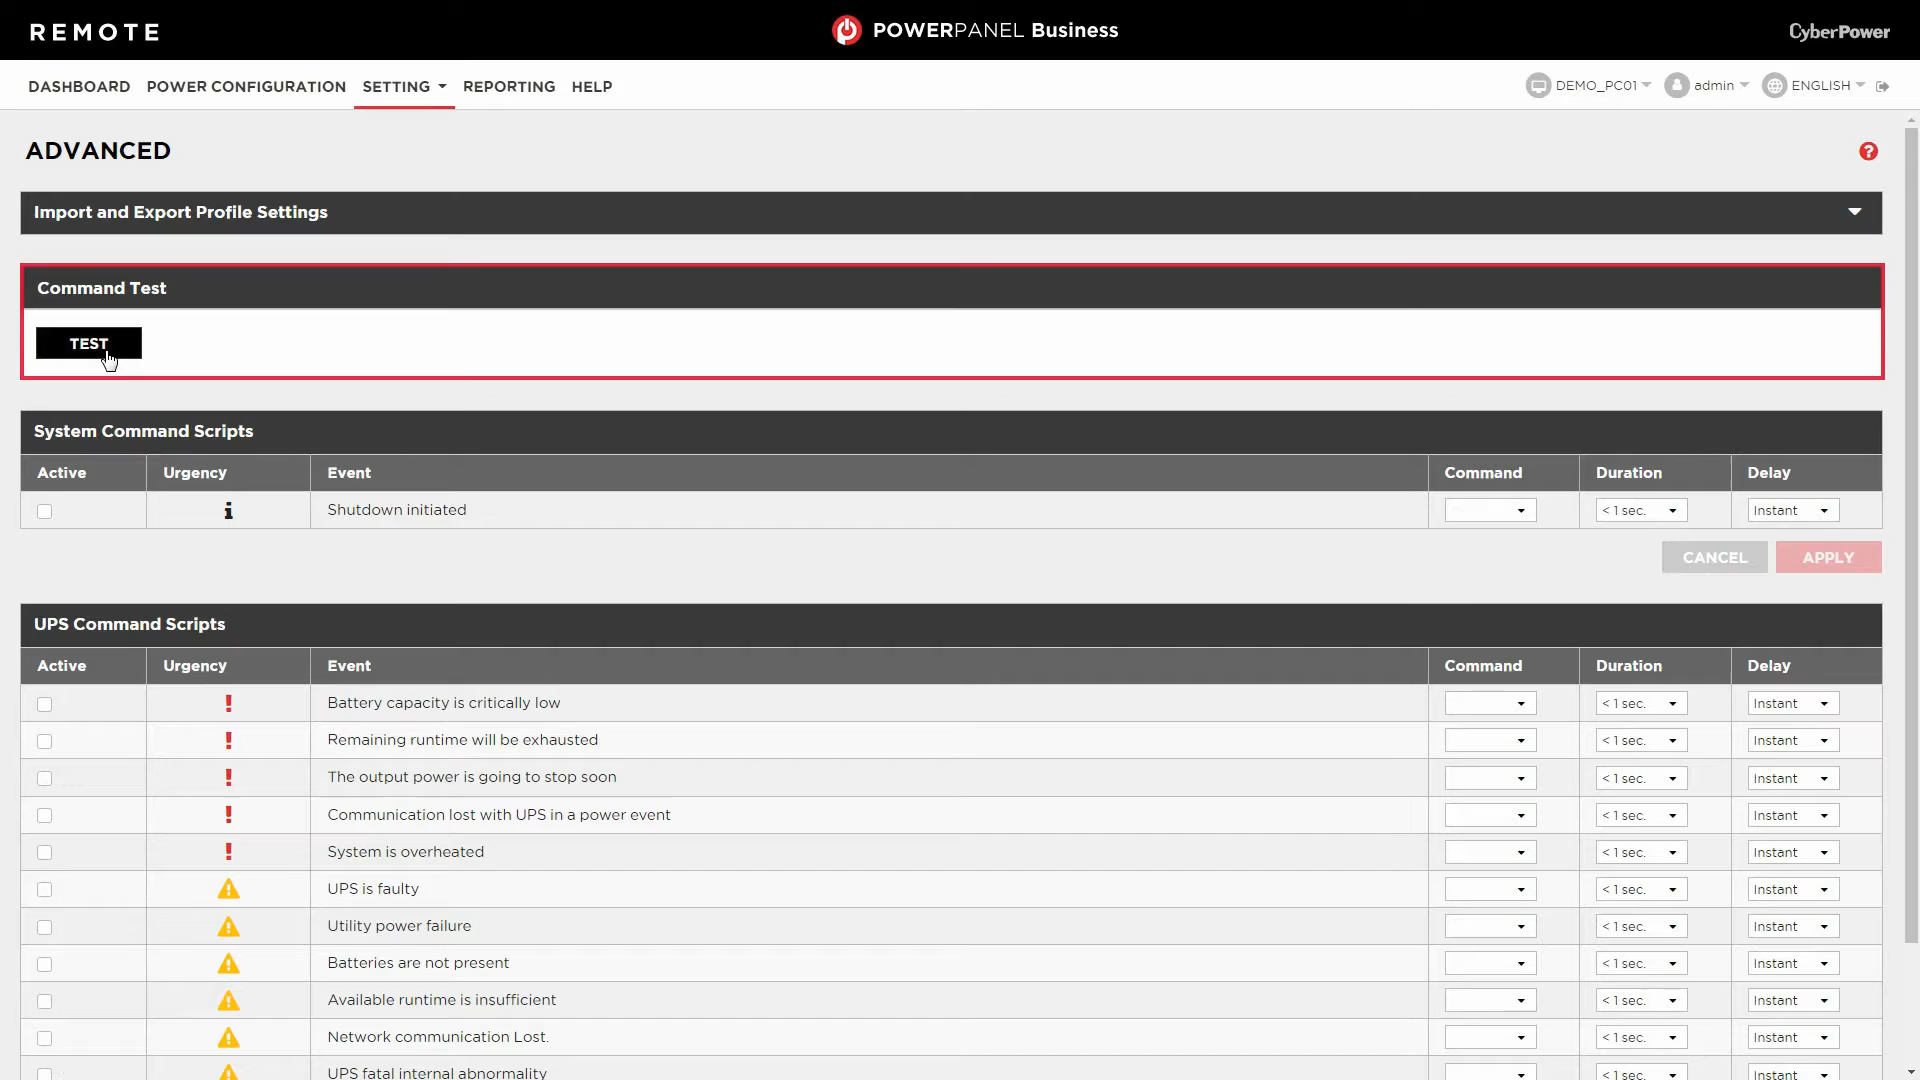 REMOTE
POWERPANEL Business
CyberPower
DASHBOARD POWER CONFIGURATION SETTING REPORTING HELP
DEMO_PC01 admin ENGLISH
ADVANCED
?
Import and Export Profile Settings
Command Test
TEST
System Command Scripts
Active Urgency Event Command Duration Delay
i Shutdown initiated < 1 sec. Instant
CANCEL APPLY
UPS Command Scripts
Active Urgency Event Command Duration Delay
! Battery capacity is critically low < 1 sec. Instant
! Remaining runtime will be exhausted < 1 sec. Instant
! The output power is going to stop soon < 1 sec. Instant
! Communication lost with UPS in a power event < 1 sec. Instant
! System is overheated < 1 sec. Instant
! UPS is faulty < 1 sec. Instant
! Utility power failure < 1 sec. Instant
! Batteries are not present < 1 sec. Instant
! Available runtime is insufficient < 1 sec. Instant
! Network communication Lost. < 1 sec. Instant
! UPS fatal internal abnormality < 1 sec. Instant